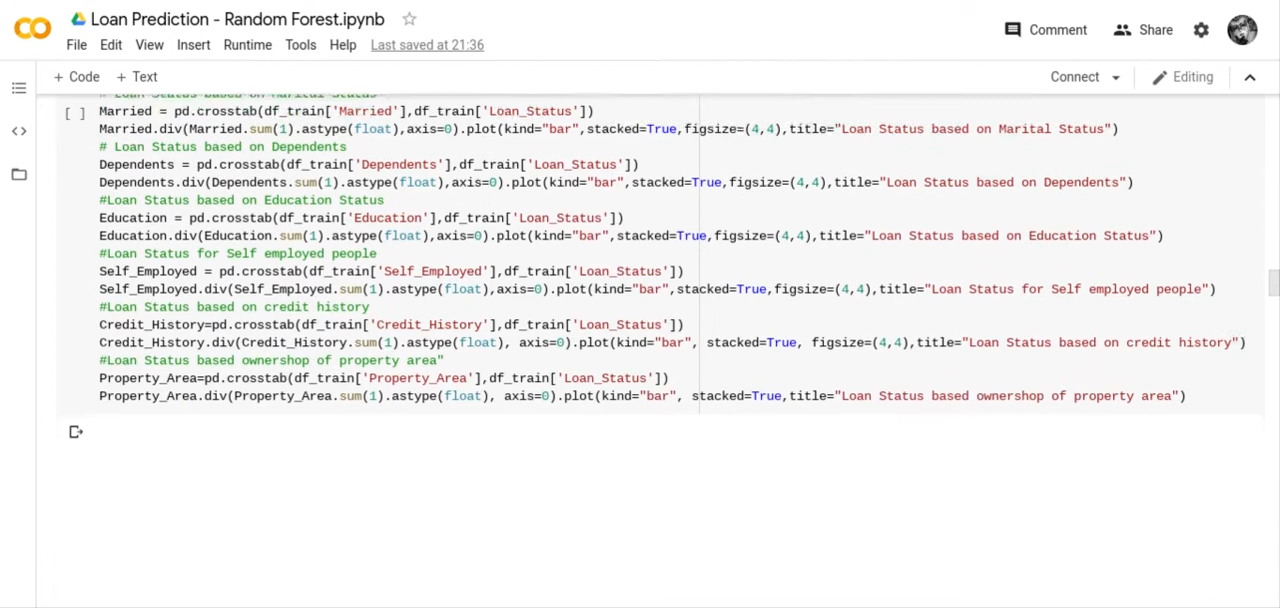 Loan Prediction - Random Forest.ipynb
File Edit View Insert Runtime Tools Help Last saved at 21:36
Comment Share
+ Code + Text
Connect Editing
# Loan Status based on Marital Status
[ ] Married = pd.crosstab(df_train['Married'],df_train['Loan_Status'])
Married.div(Married.sum(1).astype(float),axis=0).plot(kind="bar",stacked=True,figsize=(4,4),title="Loan Status based on Marital Status")
# Loan Status based on Dependents
Dependents = pd.crosstab(df_train['Dependents'],df_train['Loan_Status'])
Dependents.div(Dependents.sum(1).astype(float),axis=0).plot(kind="bar",stacked=True,figsize=(4,4),title="Loan Status based on Dependents")
#Loan Status based on Education Status
Education = pd.crosstab(df_train['Education'],df_train['Loan_Status'])
Education.div(Education.sum(1).astype(float),axis=0).plot(kind="bar",stacked=True,figsize=(4,4),title="Loan Status based on Education Status")
#Loan Status for Self employed people
Self_Employed = pd.crosstab(df_train['Self_Employed'],df_train['Loan_Status'])
Self_Employed.div(Self_Employed.sum(1).astype(float),axis=0).plot(kind="bar",stacked=True,figsize=(4,4),title="Loan Status for Self employed people")
#Loan Status based on credit history
Credit_History=pd.crosstab(df_train['Credit_History'],df_train['Loan_Status'])
Credit_History.div(Credit_History.sum(1).astype(float), axis=0).plot(kind="bar", stacked=True, figsize=(4,4),title="Loan Status based on credit history")
#Loan Status based ownership of property area"
Property_Area=pd.crosstab(df_train['Property_Area'],df_train['Loan_Status'])
Property_Area.div(Property_Area.sum(1).astype(float), axis=0).plot(kind="bar", stacked=True,title="Loan Status based ownershop of property area")